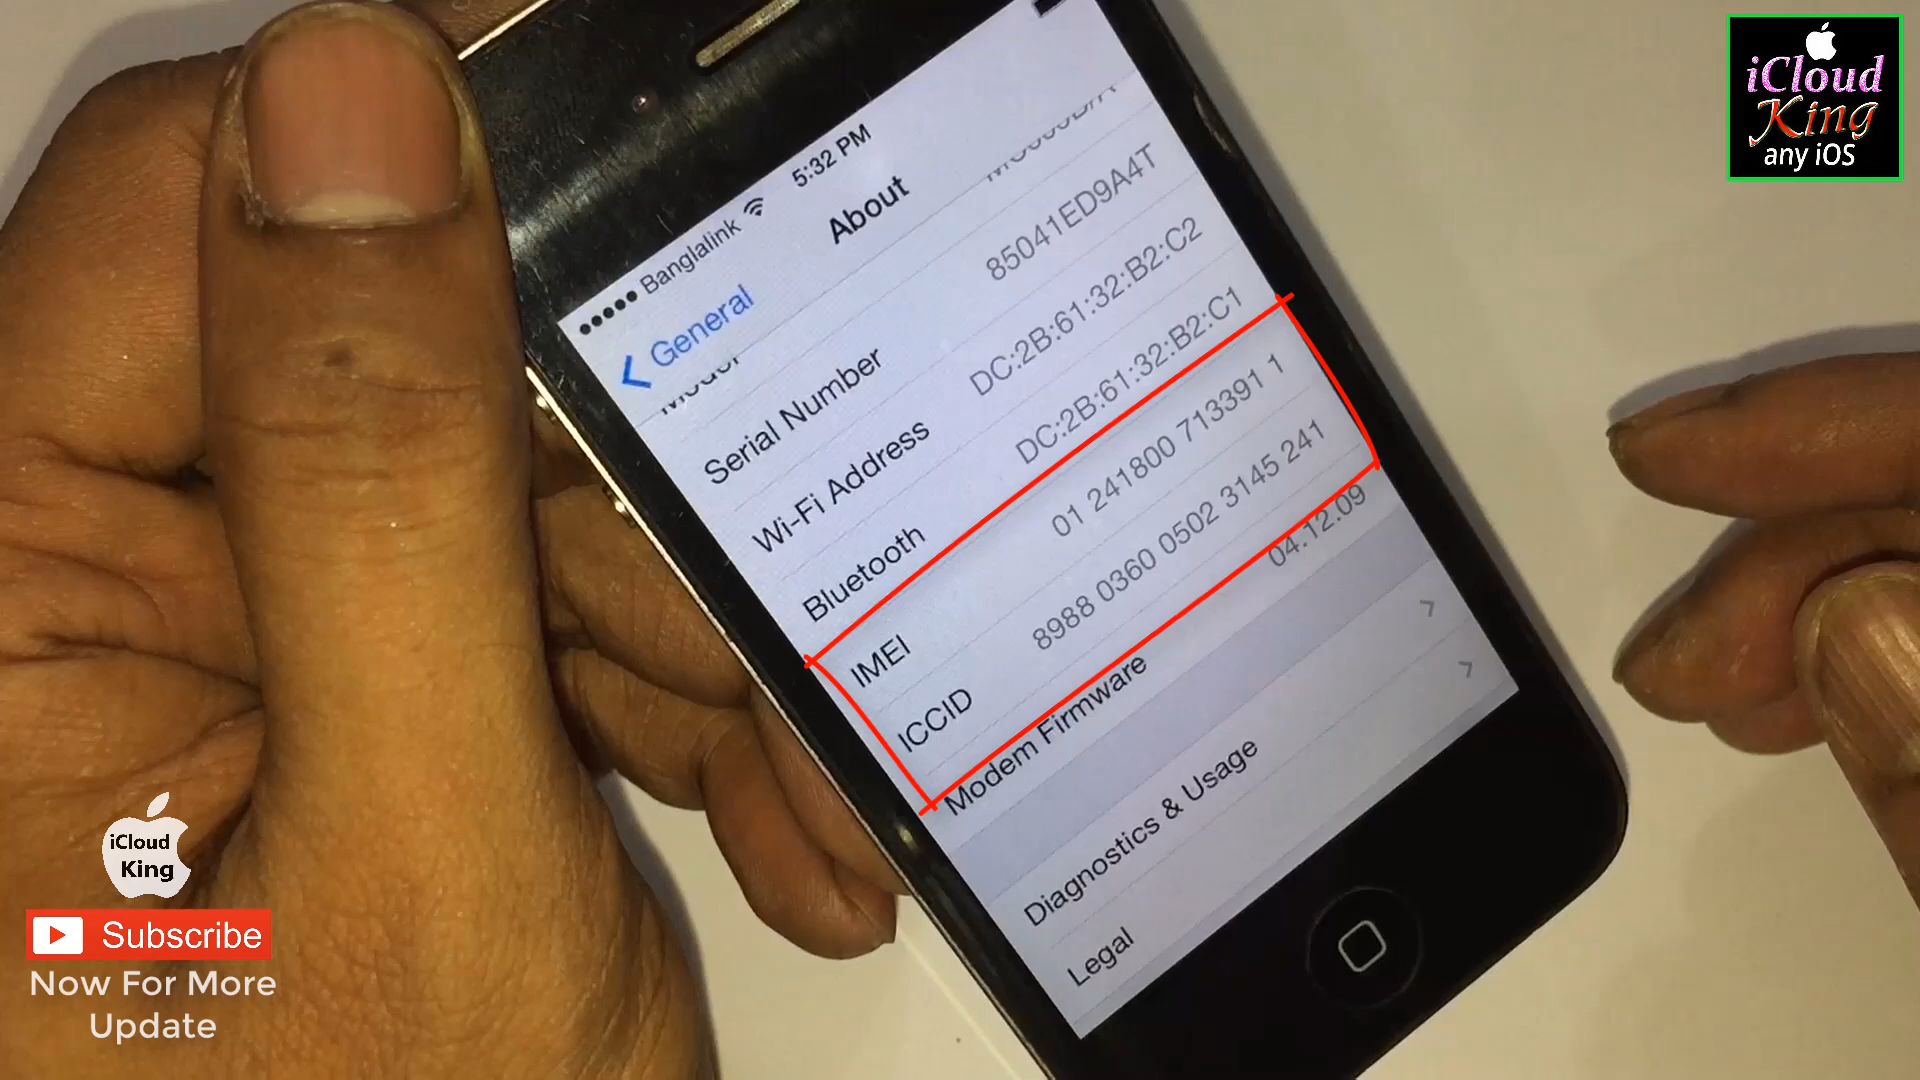 iCloud
King
any iOS
Banglalink 5:32 PM
General About
Model
Serial Number 85041ED9A4T
Wi-Fi Address DC:2B:61:32:B2:C2
Bluetooth DC:2B:61:32:B2:C1
IMEI 01 241800 713391 1
ICCID 8988 0360 0502 3145 241
Modem Firmware 04.12.09
Diagnostics & Usage
Legal
iCloud
King
Subscribe
Now For More
Update